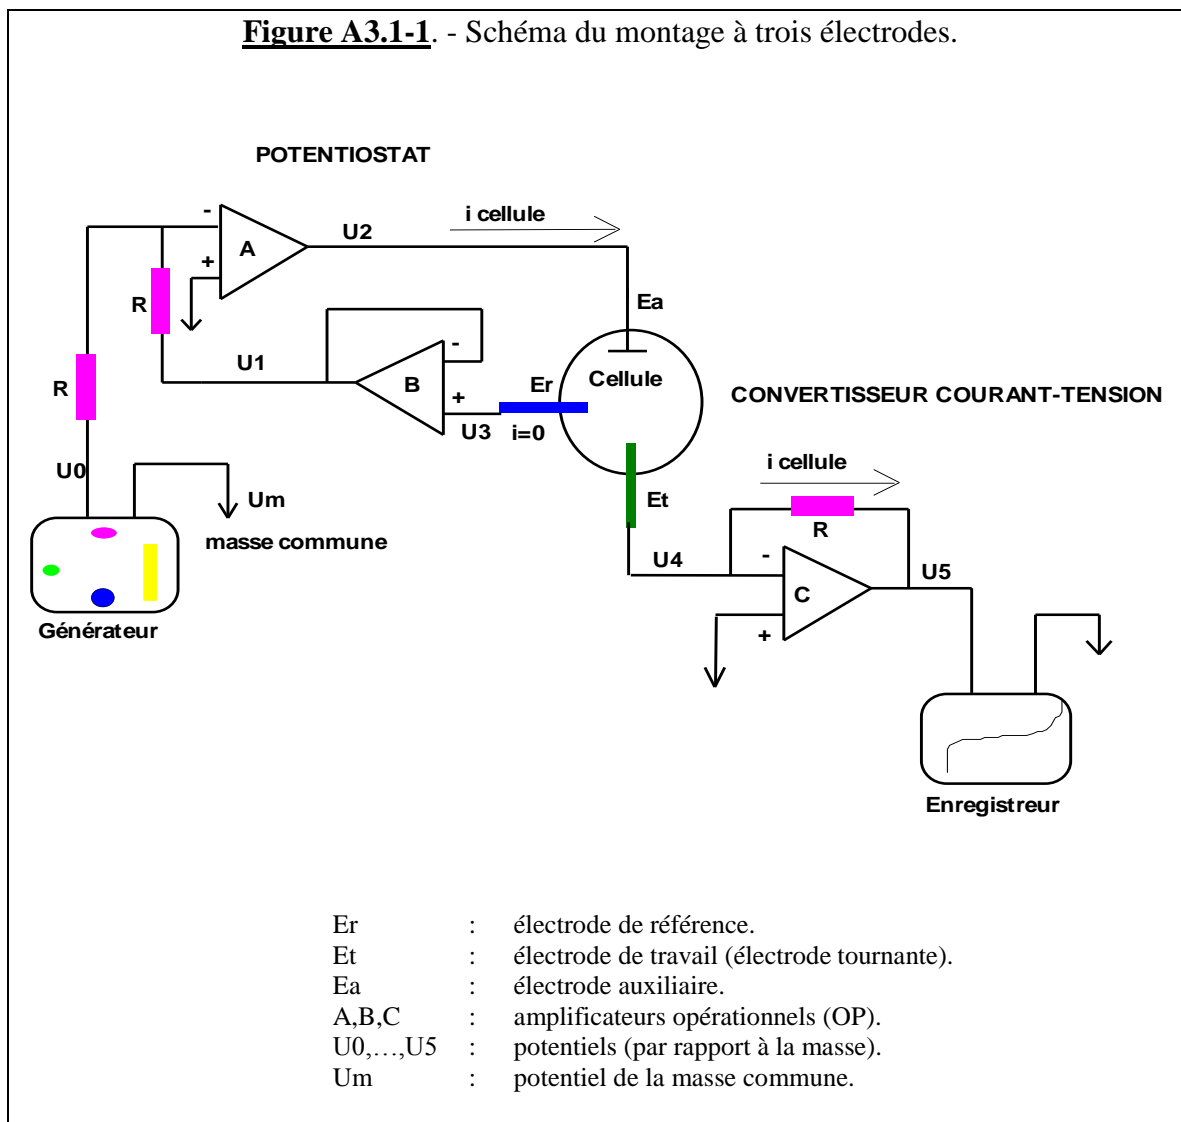 Figure A3.1-1. - Schéma du montage à trois électrodes.
POTENTIOSTAT
i cellule
U2
-
A
+
R
Ea
U1
B
-
+
Er
Cellule
R
U3
i=0
CONVERTISSEUR COURANT-TENSION
U0
Um
masse commune
Et
i cellule
R
U4
-
C
+
U5
Générateur
Enregistreur
Er : électrode de référence.
Et : électrode de travail (électrode tournante).
Ea : électrode auxiliaire.
A,B,C : amplificateurs opérationnels (OP).
U0,…,U5 : potentiels (par rapport à la masse).
Um : potentiel de la masse commune.